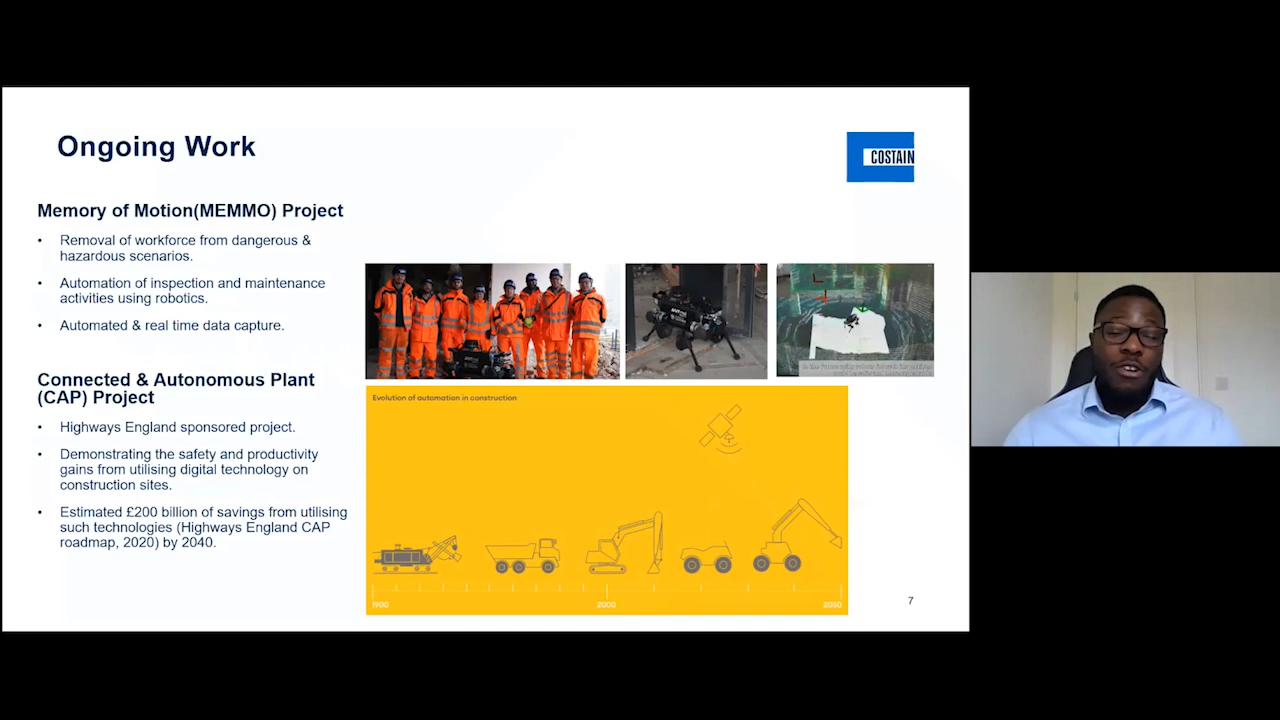 Ongoing Work
COSTAIN
Memory of Motion(MEMMO) Project
• Removal of workforce from dangerous &
hazardous scenarios.
• Automation of inspection and maintenance
activities using robotics.
• Automated & real time data capture.
Connected & Autonomous Plant
(CAP) Project
• Highways England sponsored project.
• Demonstrating the safety and productivity
gains from utilising digital technology on
construction sites.
• Estimated £200 billion of savings from utilising
such technologies (Highways England CAP
roadmap, 2020) by 2040.
Evolution of automation in construction
1900
2000
2050
7